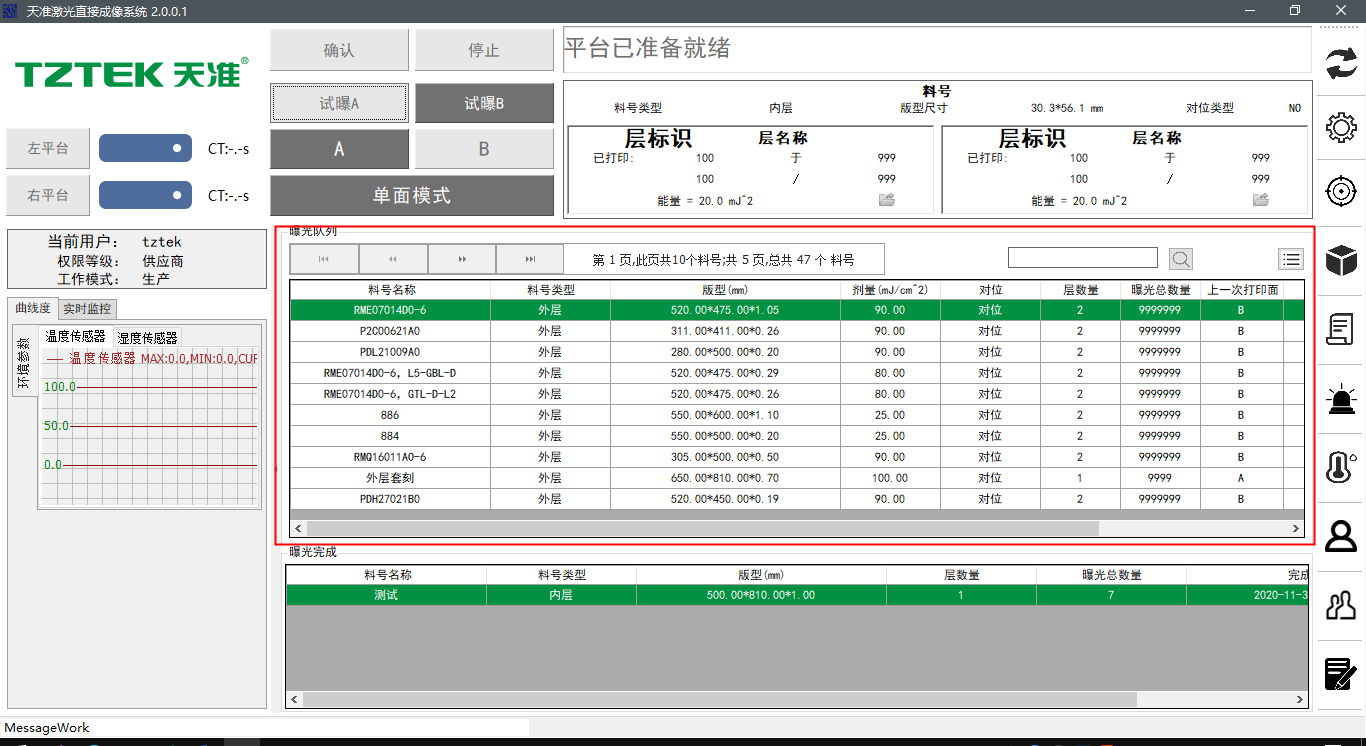 天准激光直接成像系统 2.0.0.1
TZTEK 天准®
确认
停止
平台已准备就绪
试曝A
试曝B
左平台
CT:-.-s
A
B
右平台
CT:-.-s
单面模式
料号
料号类型 内层 版型尺寸 30.3*56.1 mm 对位类型 NO
层标识 层名称
已打印: 100 于 999
100 / 999
能量 = 20.0 mJ^2
层标识 层名称
已打印: 100 于 999
100 / 999
能量 = 20.0 mJ^2
当前用户: tztek
权限等级: 供应商
工作模式: 生产
曲线度 实时监控
环境参数
温度传感器 湿度传感器
温度传感器 MAX:0.0,MIN:0.0,CUR
100.0
50.0
0.0
曝光队列
第 1 页,此页共10个料号;共 5 页,总共 47 个 料号
料号名称 料号类型 版型(mm) 剂量(mJ/cm^2) 对位 层数量 曝光总数量 上一次打印面
RME07014D0-6 外层 520.00*475.00*1.05 90.00 对位 2 9999999 B
P2C00621A0 外层 311.00*411.00*0.26 90.00 对位 2 9999999 B
PDL21009A0 外层 280.00*500.00*0.20 90.00 对位 2 9999999 B
RME07014D0-6, L5-GBL-D 外层 520.00*475.00*0.29 80.00 对位 2 9999999 B
RME07014D0-6, GTL-D-L2 外层 520.00*475.00*0.26 80.00 对位 2 9999999 B
886 外层 550.00*600.00*1.10 25.00 对位 2 9999999 B
884 外层 550.00*500.00*0.20 25.00 对位 2 9999999 B
RMQ16011A0-6 外层 305.00*500.00*0.50 90.00 对位 2 9999999 B
外层套刻 外层 650.00*810.00*0.70 100.00 对位 1 9999 A
PDH27021B0 外层 520.00*450.00*0.19 90.00 对位 2 9999999 B
曝光完成
料号名称 料号类型 版型(mm) 层数量 曝光总数量 完成
测试 内层 500.00*810.00*1.00 1 7 2020-11-3
MessageWork